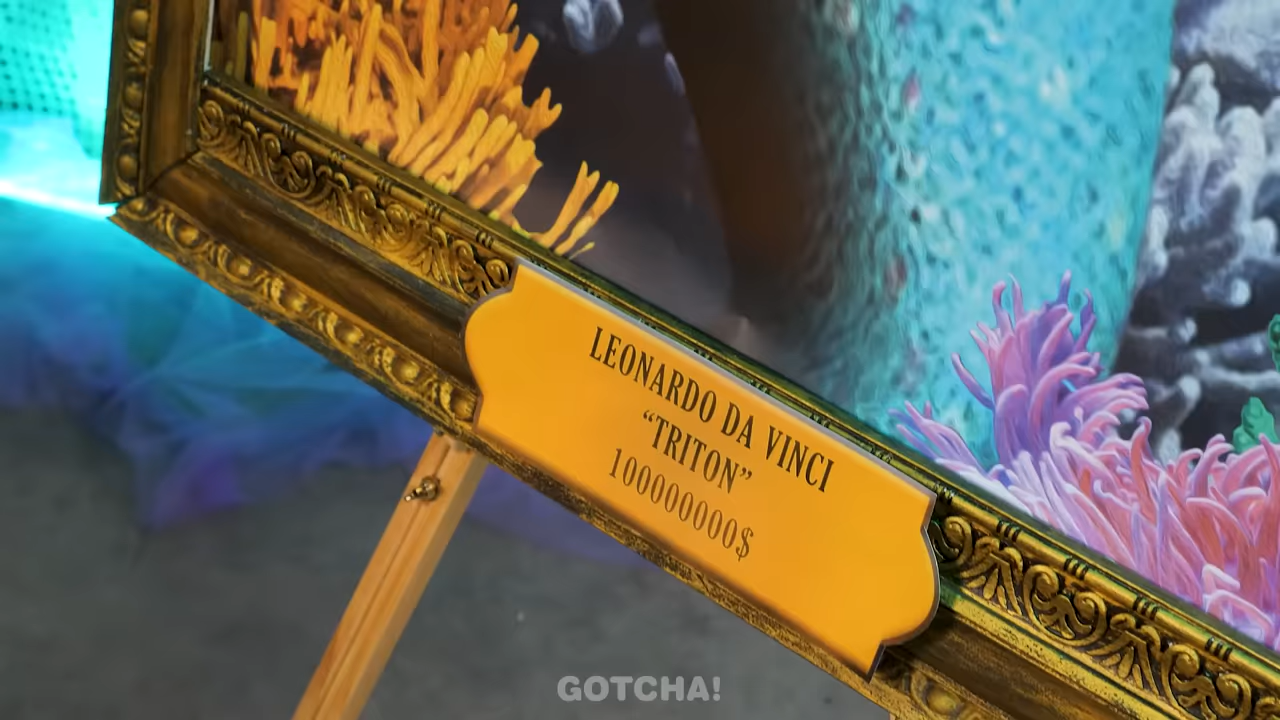 LEONARDO DA VINCI
“TRITON”
100000000$
GOTCHA!